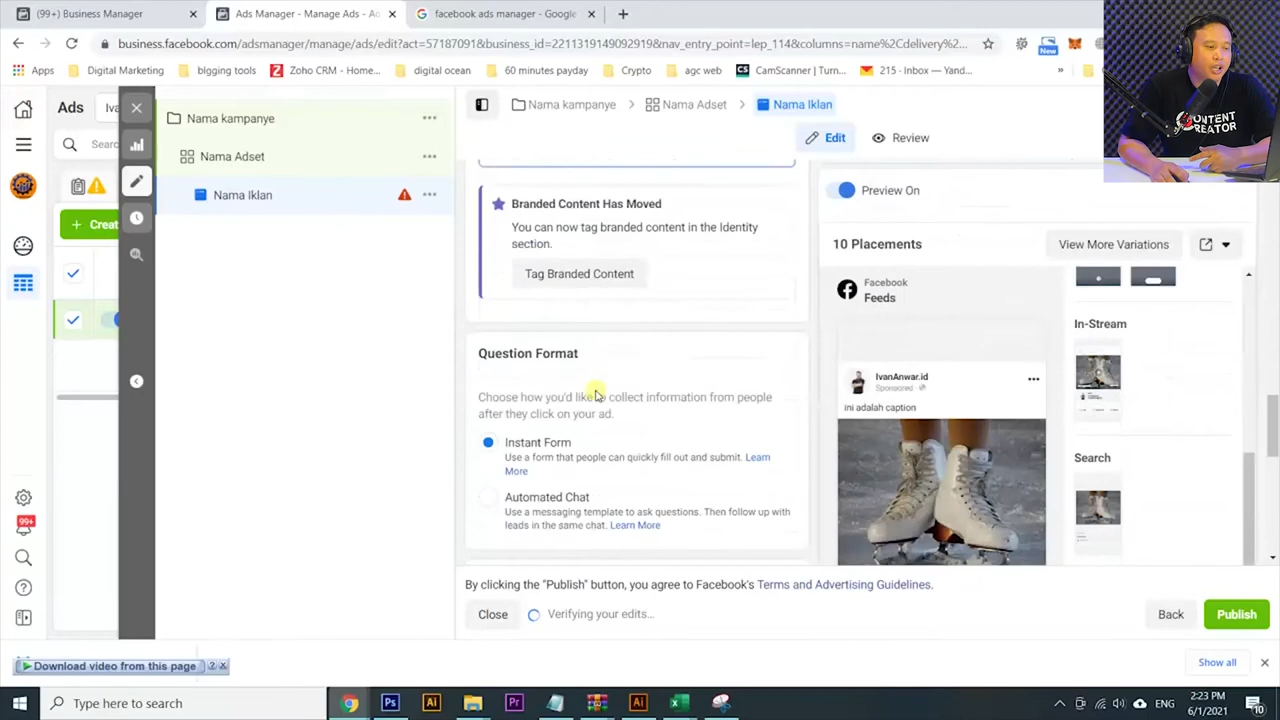 (99+) Business Manager
Ads Manager - Manage Ads - Ad
facebook ads manager - Google
business.facebook.com/adsmanager/manage/ads/edit?act=57187091&business_id=2211319149092919&nav_entry_point=lep_114&columns=name%2Cdelivery%2C...
New
Apps
Digital Marketing
blgging tools
Zoho CRM - Home...
digital ocean
60 minutes payday
Crypto
agc web
CamScanner | Turn...
215 · Inbox — Yand...
CONTENT
CREATOR
Ads
Searc
Creat
Nama kampanye
Nama Adset
Nama Iklan
Nama kampanye
Nama Adset
Nama Iklan
Edit
Review
Branded Content Has Moved
You can now tag branded content in the Identity
section.
Tag Branded Content
Question Format
Choose how you'd like to collect information from people
after they click on your ad.
Instant Form
Use a form that people can quickly fill out and submit. Learn
More
Automated Chat
Use a messaging template to ask questions. Then follow up with
leads in the same chat. Learn More
Preview On
10 Placements
View More Variations
Facebook
Feeds
IvanAnwar.id
Sponsored
ini adalah caption
In-Stream
Search
By clicking the "Publish" button, you agree to Facebook's Terms and Advertising Guidelines.
Close
Verifying your edits...
Back
Publish
99+
Download video from this page
Show all
Type here to search
ENG
2:23 PM
6/1/2021
10